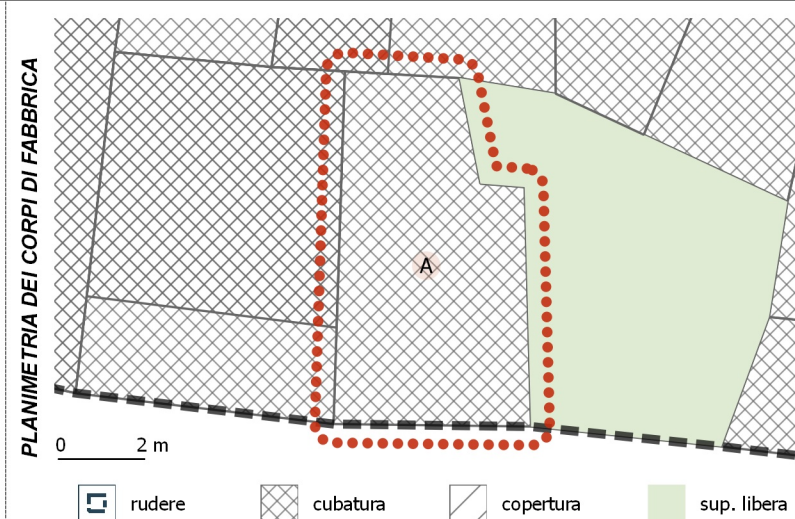 PLANIMETRIA DEI CORPI DI FABBRICA
A
0 2 m
rudere cubatura copertura sup. libera